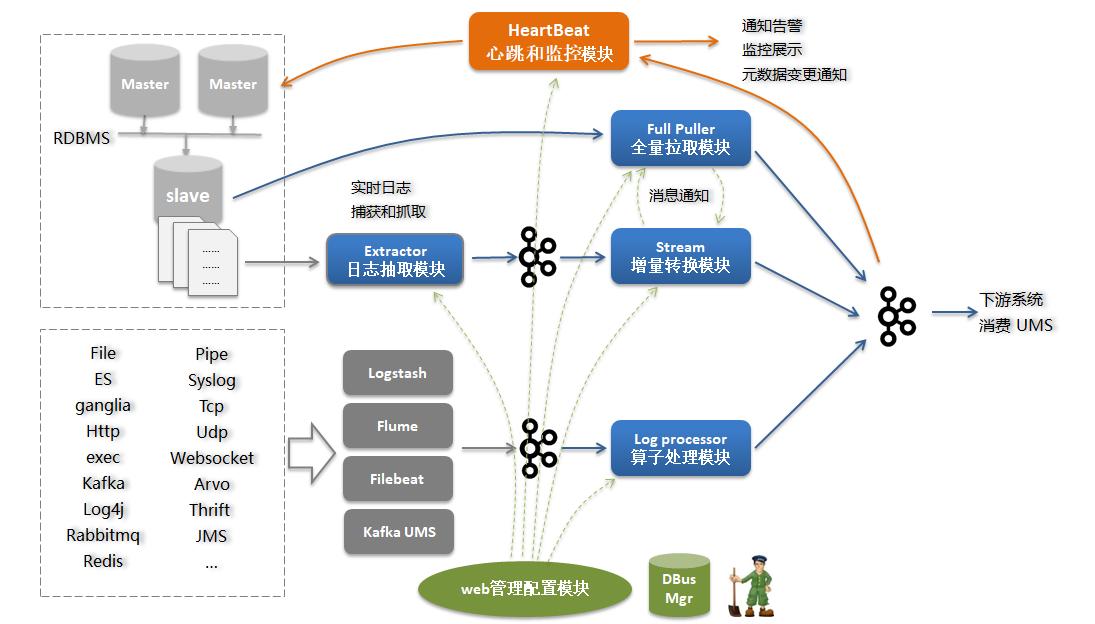 HeartBeat
心跳和监控模块
通知告警
监控展示
元数据变更通知
Master
Master
RDBMS
slave
......
......
......
Full Puller
全量拉取模块
消息通知
实时日志
捕获和抓取
Extractor
日志抽取模块
Stream
增量转换模块
下游系统
消费 UMS
File
Pipe
ES
Syslog
ganglia
Tcp
Http
Udp
exec
Websocket
Kafka
Arvo
Log4j
Thrift
Rabbitmq
JMS
Redis
...
Logstash
Flume
Filebeat
Kafka UMS
Log processor
算子处理模块
web管理配置模块
DBus
Mgr